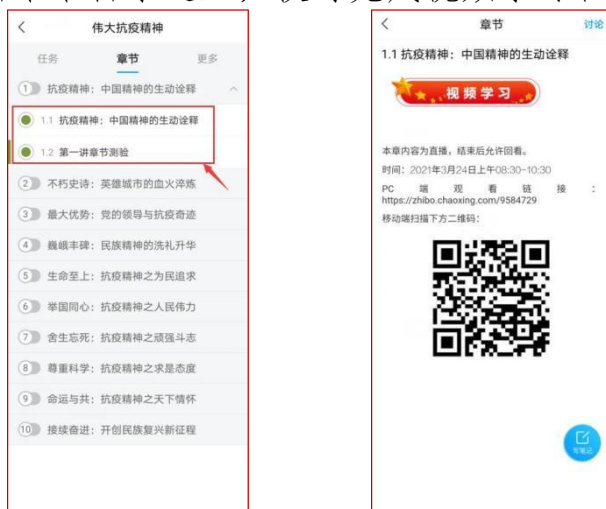 伟大抗疫精神
任务 章节 更多
1 抗疫精神：中国精神的生动诠释
1.1 抗疫精神：中国精神的生动诠释
1.2 第一讲章节测验
2 不朽史诗：英雄城市的血火淬炼
3 最大优势：党的领导与抗疫奇迹
4 巍峨丰碑：民族精神的洗礼升华
5 生命至上：抗疫精神之为民追求
6 举国同心：抗疫精神之人民伟力
7 舍生忘死：抗疫精神之顽强斗志
8 尊重科学：抗疫精神之求是态度
9 命运与共：抗疫精神之天下情怀
10 接续奋进：开创民族复兴新征程
章节 讨论
1.1 抗疫精神：中国精神的生动诠释
视频学习
本章内容为直播，结束后允许回看。
时间：2021年3月24日上午08:30-10:30
PC 端 观 看 链 接 ：
https://zhibo.chaoxing.com/9584729
移动端扫描下方二维码：
写笔记